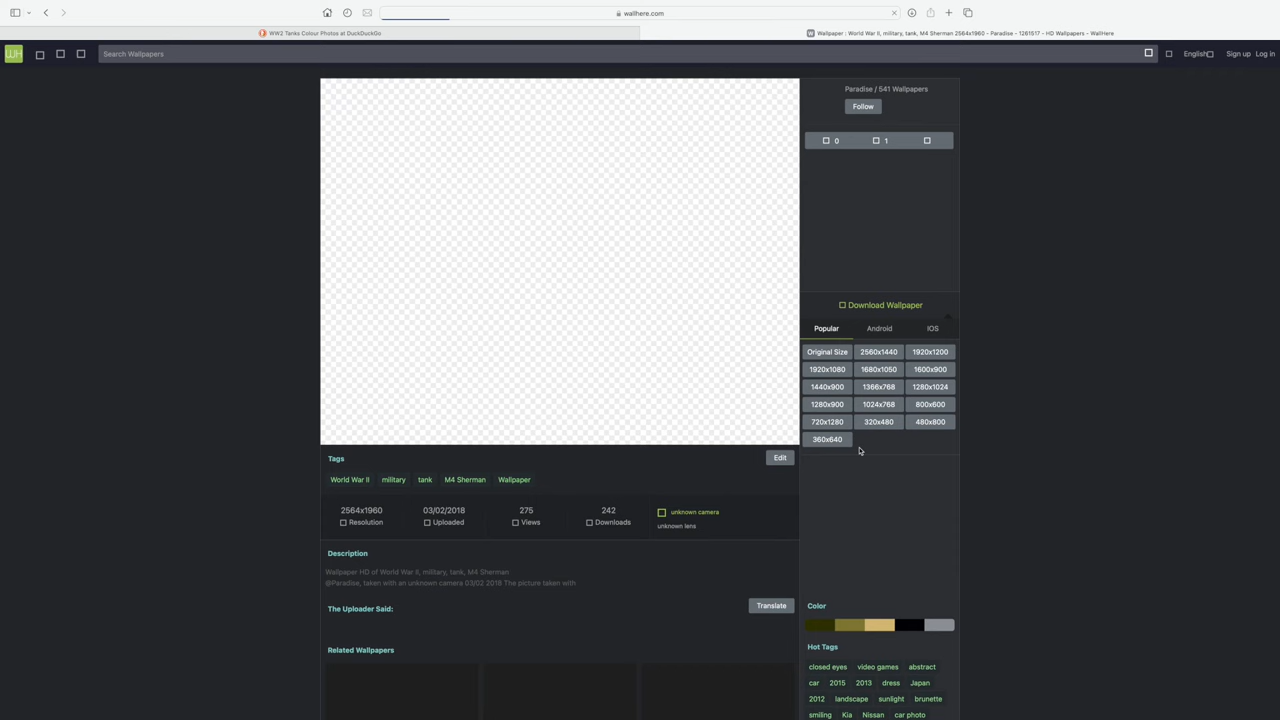 wallhere.com
WW2 Tanks Colour Photos at DuckDuckGo
Wallpaper : World War II, military, tank, M4 Sherman 2564x1960 - Paradise - 1261517 - HD Wallpapers - WallHere
WH
Search Wallpapers
English
Sign up
Log in
Paradise / 541 Wallpapers
Follow
0
1
Download Wallpaper
Popular
Android
IOS
Original Size
2560x1440
1920x1200
1920x1080
1680x1050
1600x900
1440x900
1366x768
1280x1024
1280x900
1024x768
800x600
720x1280
320x480
480x800
360x640
Tags
Edit
World War II
military
tank
M4 Sherman
Wallpaper
2564x1960
Resolution
03/02/2018
Uploaded
275
Views
242
Downloads
unknown camera
unknown lens
Description
Wallpaper HD of World War II, military, tank, M4 Sherman
@Paradise, taken with an unknown camera 03/02 2018 The picture taken with
The Uploader Said:
Translate
Related Wallpapers
Color
Hot Tags
closed eyes
video games
abstract
car
2015
2013
dress
Japan
2012
landscape
sunlight
brunette
smiling
Kia
Nissan
car photo